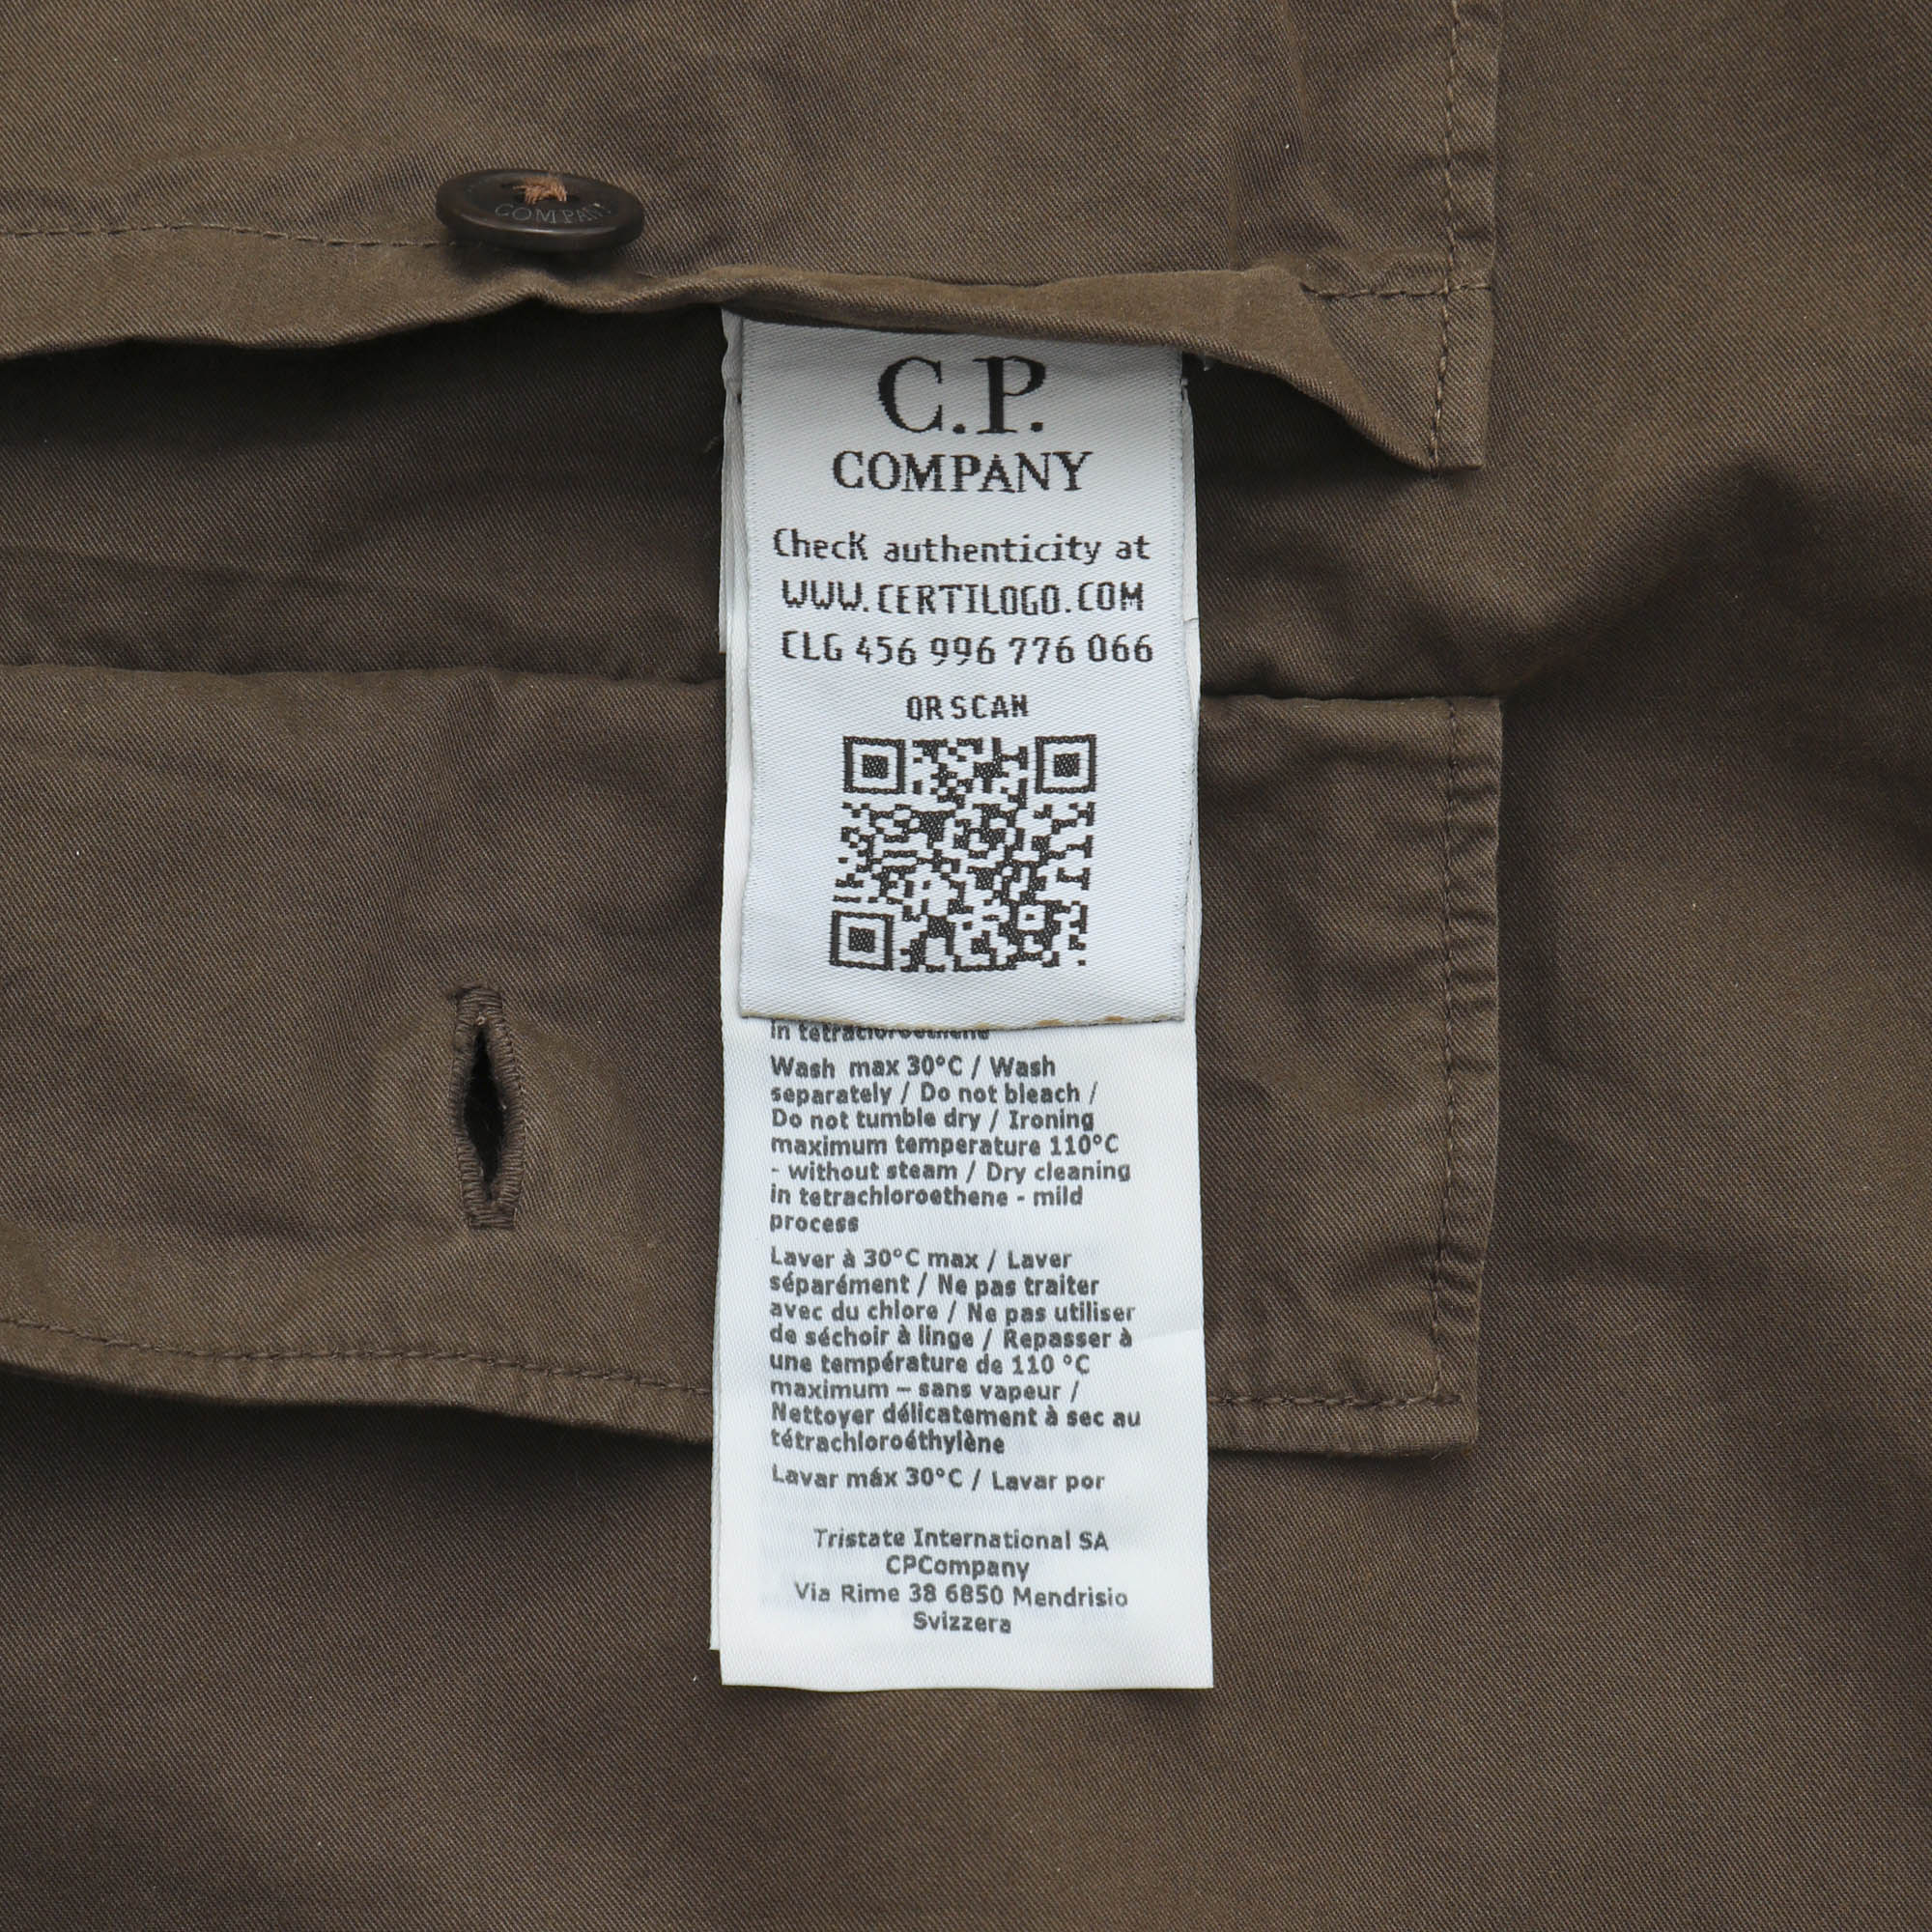 COMPANY
C.P.
COMPANY
Check authenticity at
WWW.CERTILOGO.COM
CLG 456 996 776 066
OR SCAN
in tetrachloroethene
Wash max 30°C / Wash
separately / Do not bleach /
Do not tumble dry / Ironing
maximum temperature 110°C
- without steam / Dry cleaning
in tetrachloroethene - mild
process
Laver à 30°C max / Laver
séparément / Ne pas traiter
avec du chlore / Ne pas utiliser
de séchoir à linge / Repasser à
une température de 110 °C
maximum – sans vapeur /
Nettoyer délicatement à sec au
tétrachloroéthylène
Lavar máx 30°C / Lavar por
Tristate International SA
CPCompany
Via Rime 38 6850 Mendrisio
Svizzera